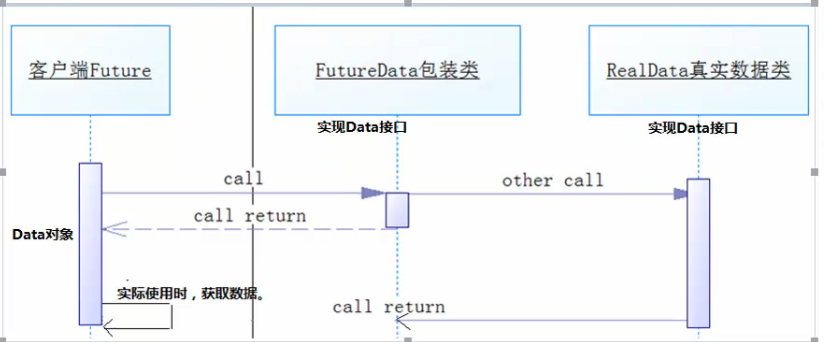 客户端Future
FutureData包装类
RealData真实数据类
实现Data接口
实现Data接口
call
other call
call return
Data对象
实际使用时，获取数据。
call return